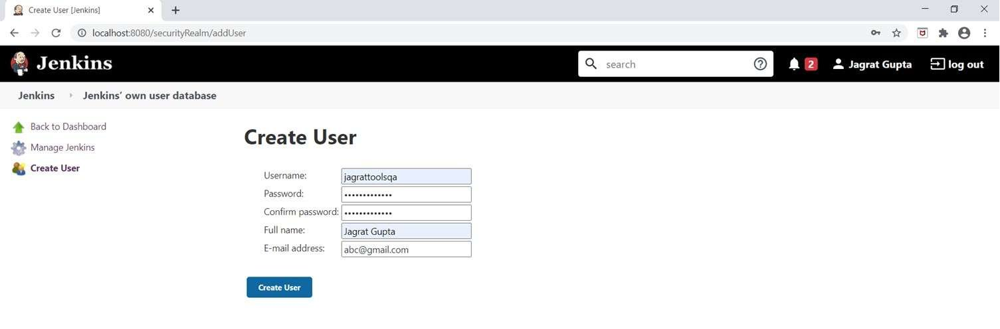 Create User [Jenkins]
localhost:8080/securityRealm/addUser
Jenkins search 2 Jagrat Gupta log out
Jenkins Jenkins' own user database
Back to Dashboard
Manage Jenkins
Create User
Create User
Username: jagrattoolsqa
Password: •••••••••••••
Confirm password: •••••••••••••
Full name: Jagrat Gupta
E-mail address: abc@gmail.com
Create User